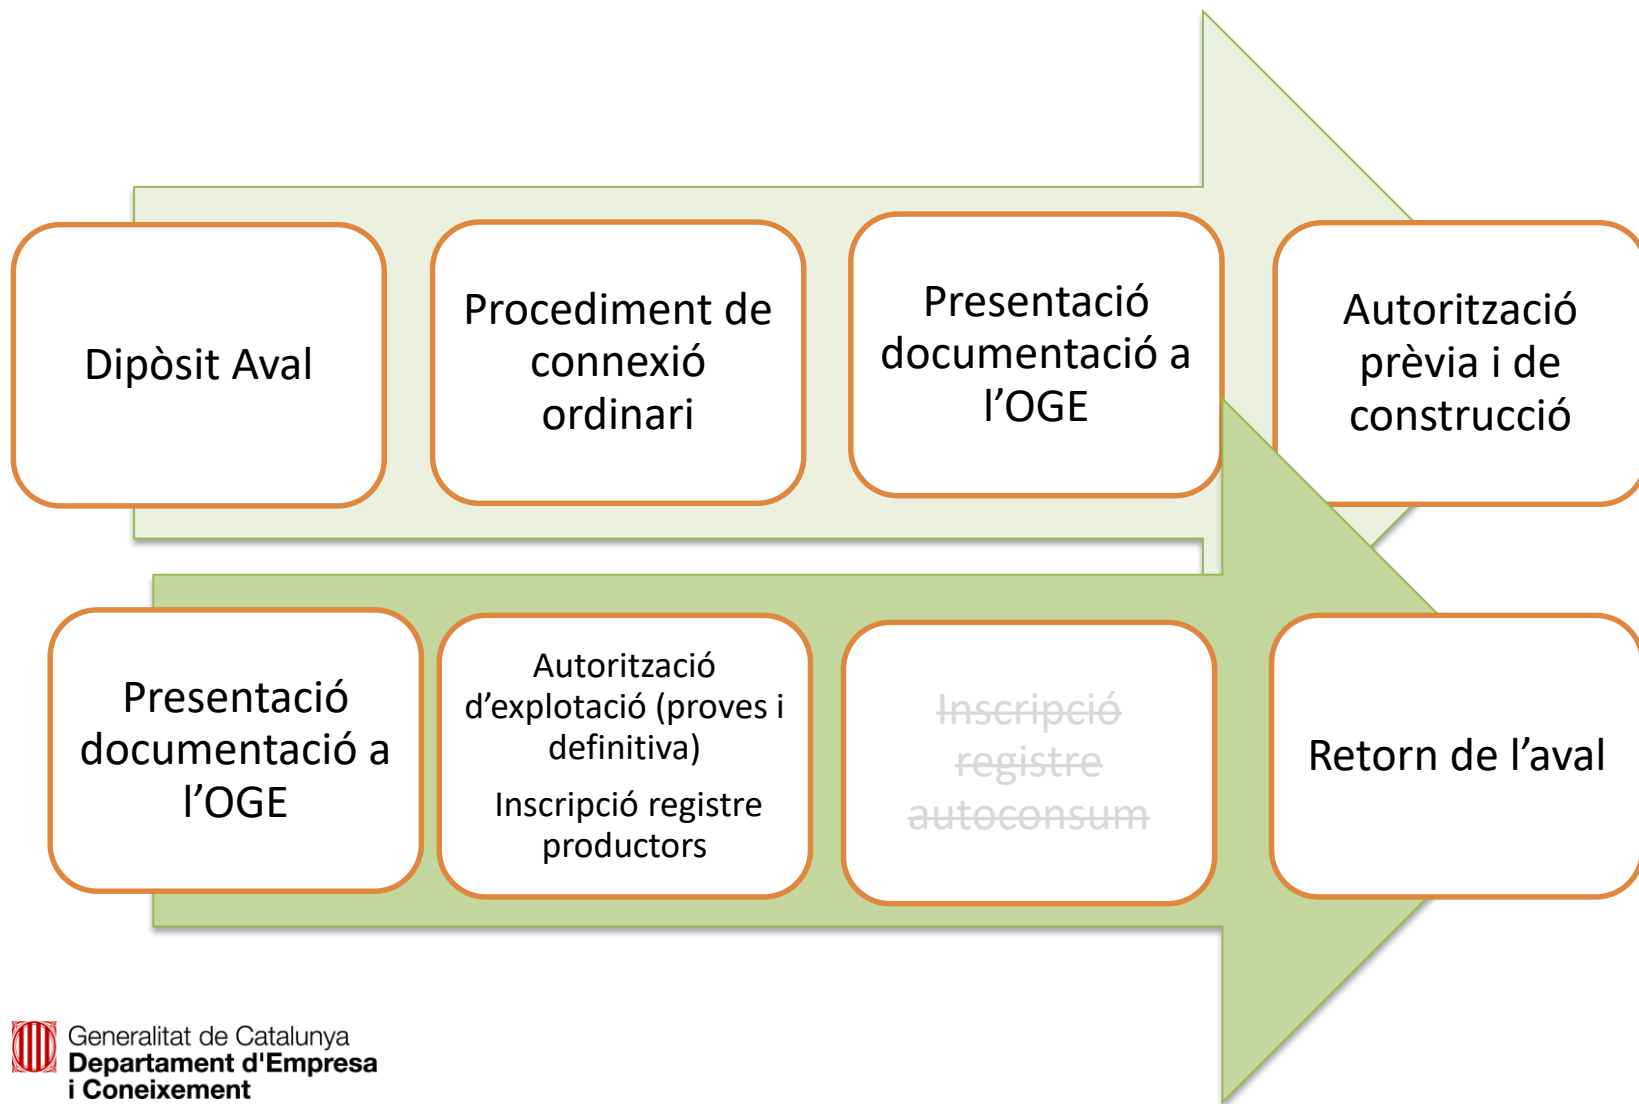 Dipòsit Aval
Procediment de
connexió
ordinari
Presentació
documentació a
l’OGE
Autorització
prèvia i de
construcció
Presentació
documentació a
l’OGE
Autorització
d’explotació (proves i
definitiva)
Inscripció registre
productors
Inscripció
registre
autoconsum
Retorn de l’aval
Generalitat de Catalunya
Departament d'Empresa
i Coneixement